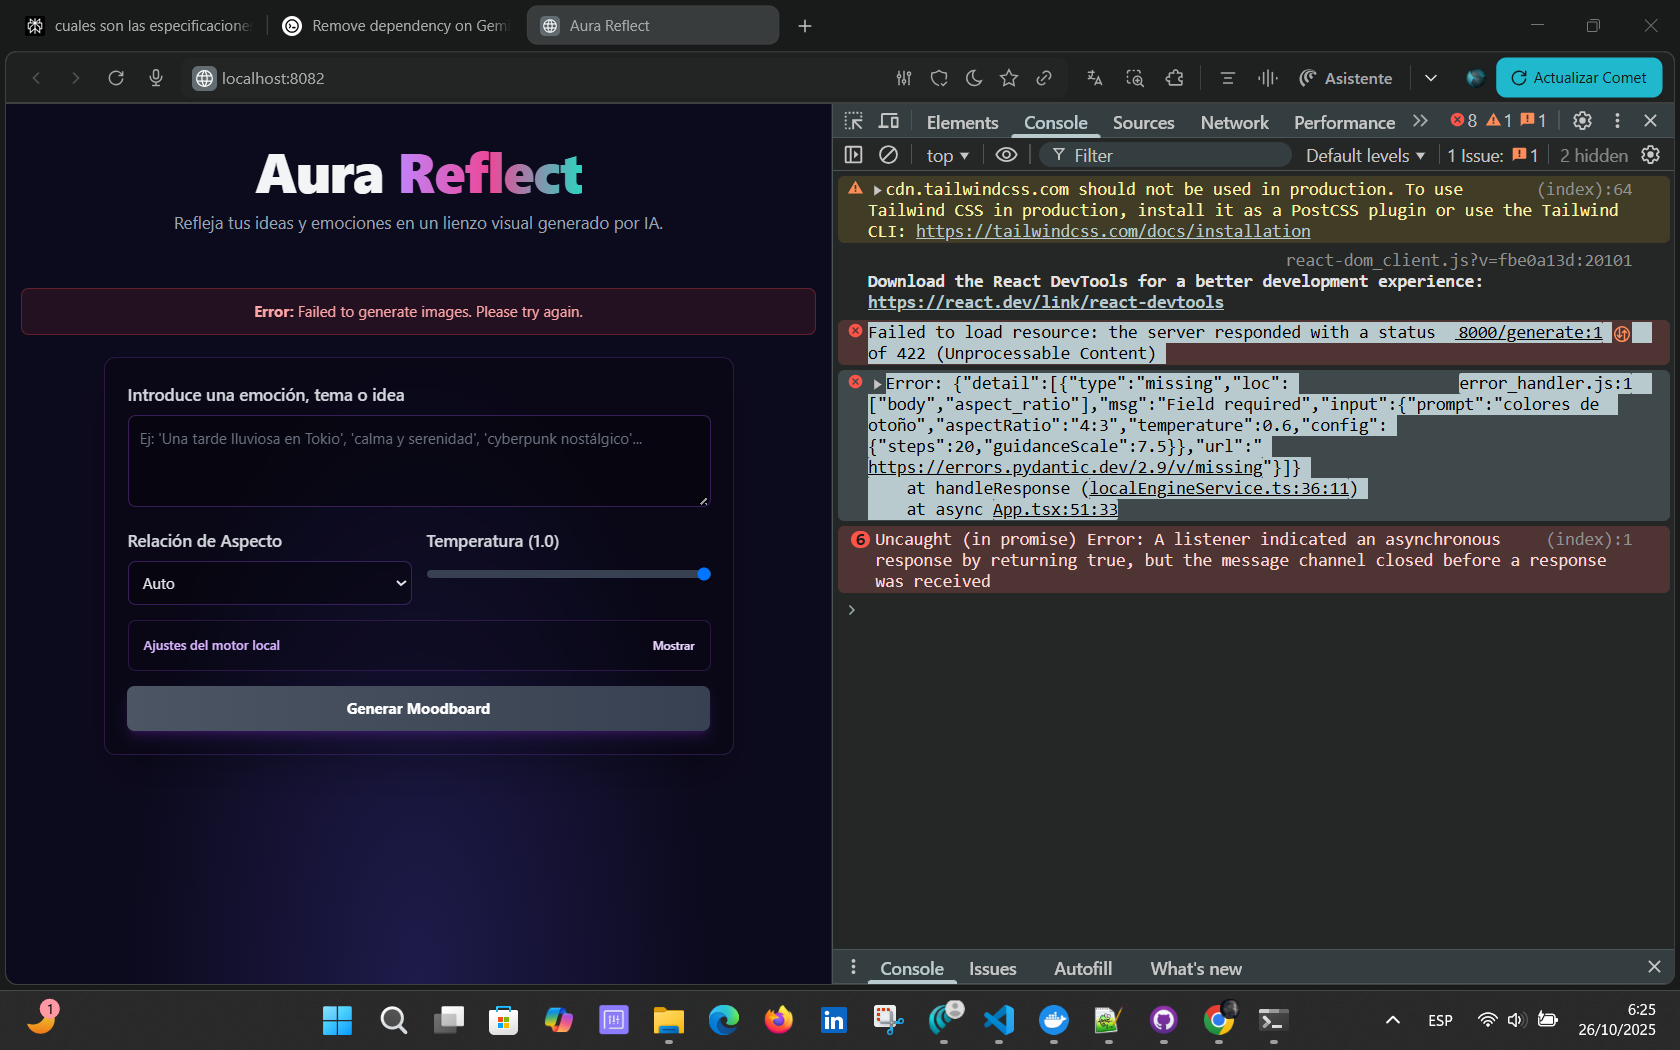 cuales son las especificacione
Remove dependency on Gemi
Aura Reflect
localhost:8082
Asistente
Actualizar Comet
Aura Reflect
Refleja tus ideas y emociones en un lienzo visual generado por IA.
Error: Failed to generate images. Please try again.
Introduce una emoción, tema o idea
Ej: 'Una tarde lluviosa en Tokio', 'calma y serenidad', 'cyberpunk nostálgico'...
Relación de Aspecto
Temperatura (1.0)
Auto
Ajustes del motor local
Mostrar
Generar Moodboard
Elements
Console
Sources
Network
Performance
8
1
1
top
Filter
Default levels
1 Issue:
1
2 hidden
cdn.tailwindcss.com should not be used in production. To use (index):64
Tailwind CSS in production, install it as a PostCSS plugin or use the Tailwind
CLI: https://tailwindcss.com/docs/installation
react-dom_client.js?v=fbe0a13d:20101
Download the React DevTools for a better development experience:
https://react.dev/link/react-devtools
Failed to load resource: the server responded with a status 8000/generate:1
of 422 (Unprocessable Content)
Error: {"detail":[{"type":"missing","loc": error_handler.js:1
["body","aspect_ratio"],"msg":"Field required","input":{"prompt":"colores de
otoño","aspectRatio":"4:3","temperature":0.6,"config":
{"steps":20,"guidanceScale":7.5}},"url":"
https://errors.pydantic.dev/2.9/v/missing"}]}
at handleResponse (localEngineService.ts:36:11)
at async App.tsx:51:33
6 Uncaught (in promise) Error: A listener indicated an asynchronous (index):1
response by returning true, but the message channel closed before a response
was received
Console
Issues
Autofill
What's new
1
ESP
6:25
26/10/2025